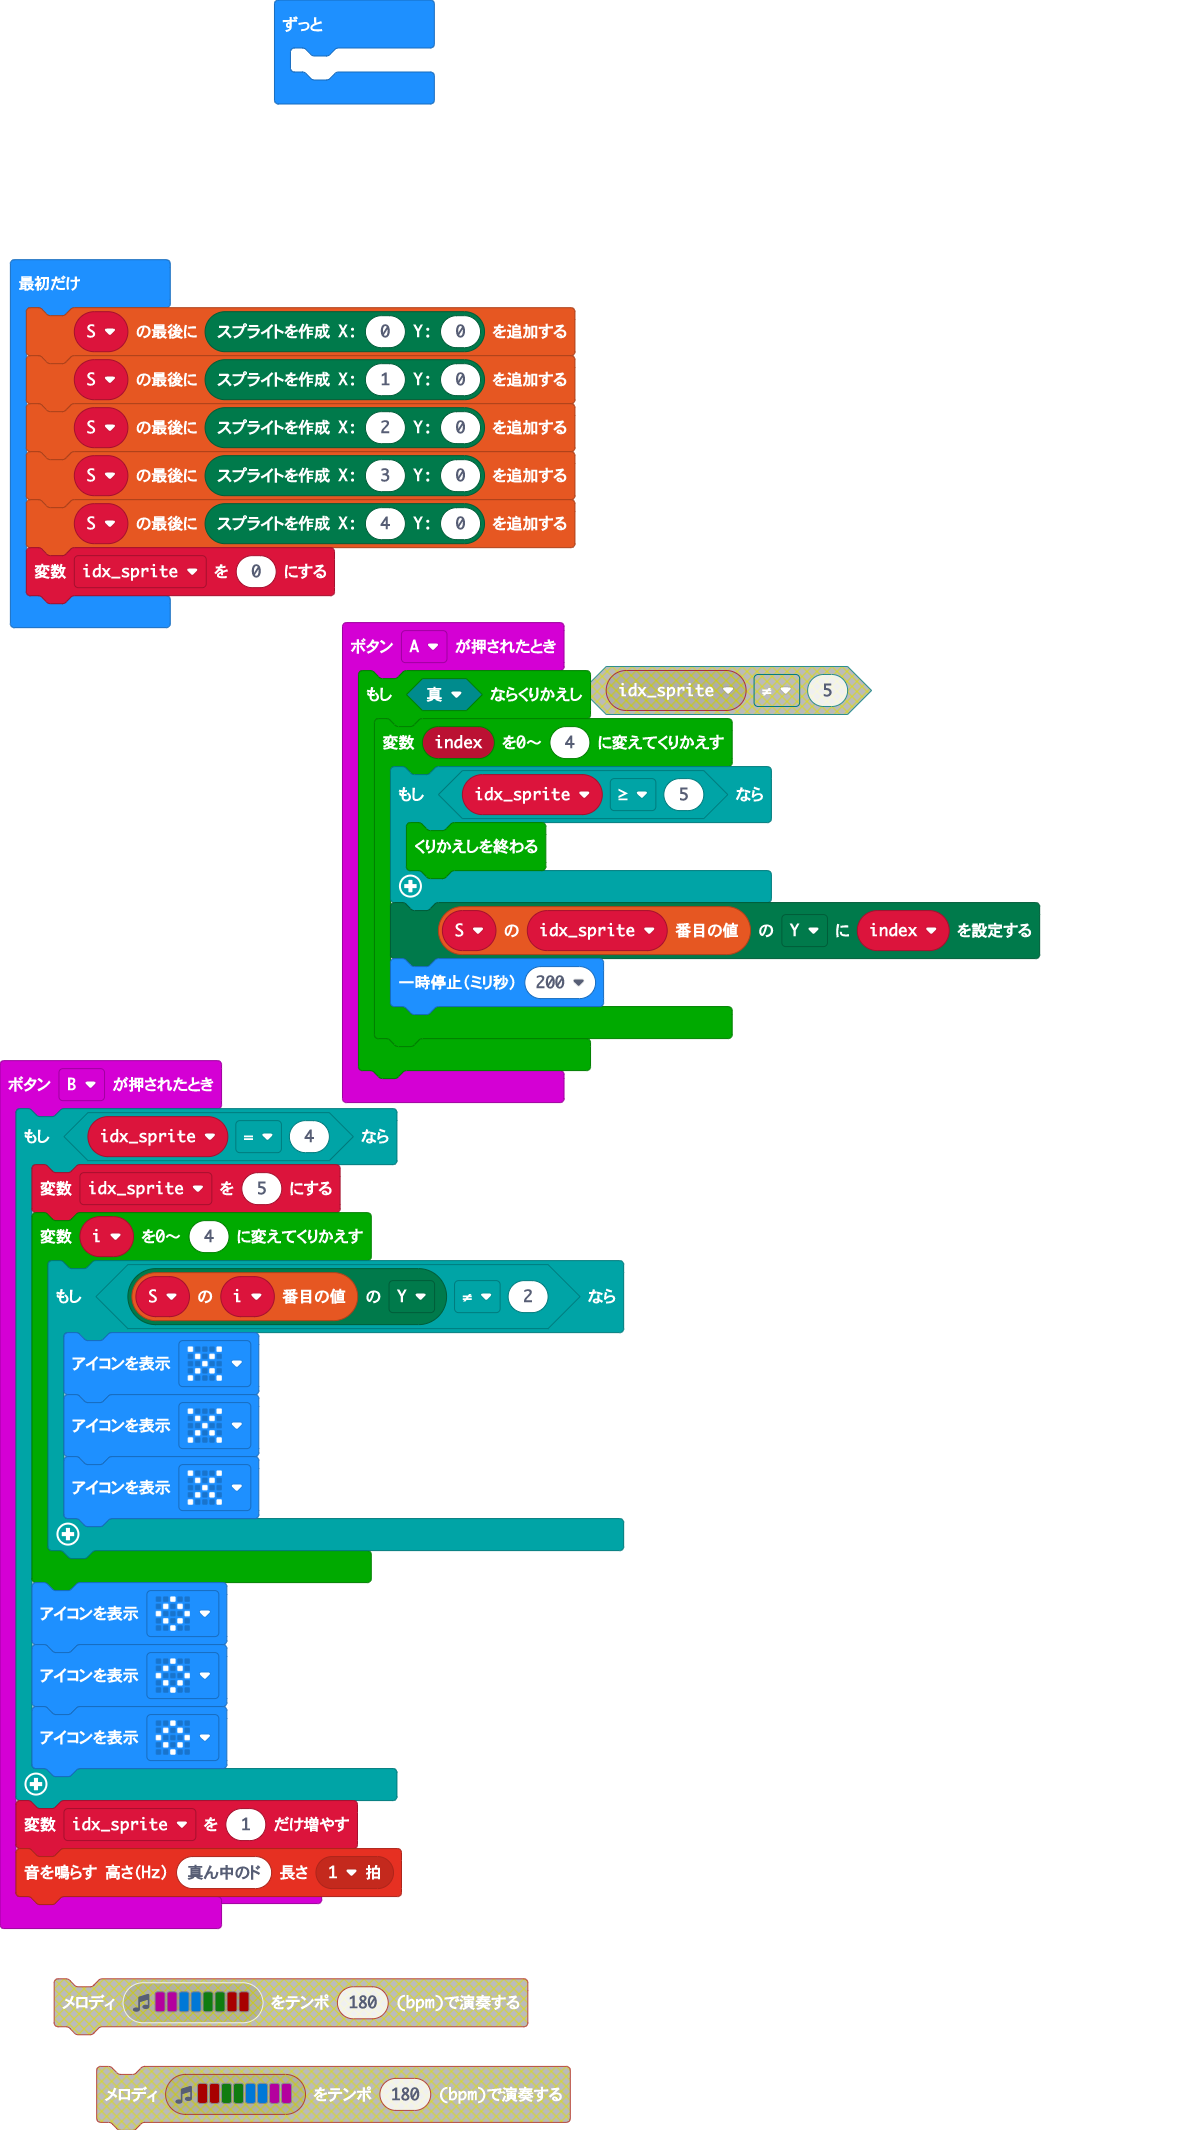 ずっと
最初だけ
S の最後に スプライトを作成 X: 0 Y: 0 を追加する
S の最後に スプライトを作成 X: 1 Y: 0 を追加する
S の最後に スプライトを作成 X: 2 Y: 0 を追加する
S の最後に スプライトを作成 X: 3 Y: 0 を追加する
S の最後に スプライトを作成 X: 4 Y: 0 を追加する
変数 idx_sprite を 0 にする
ボタン A が押されたとき
もし 真 ならくりかえし idx_sprite ≠ 5
変数 index を0～ 4 に変えてくりかえす
もし idx_sprite ≥ 5 なら
くりかえしを終わる
S の idx_sprite 番目の値 の Y に index を設定する
一時停止(ミリ秒) 200
ボタン B が押されたとき
もし idx_sprite = 4 なら
変数 idx_sprite を 5 にする
変数 i を0～ 4 に変えてくりかえす
もし S の i 番目の値 の Y ≠ 2 なら
アイコンを表示
アイコンを表示
アイコンを表示
アイコンを表示
アイコンを表示
アイコンを表示
変数 idx_sprite を 1 だけ増やす
音を鳴らす 高さ(Hz) 真ん中のド 長さ 1 拍
メロディ をテンポ 180 (bpm)で演奏する
メロディ をテンポ 180 (bpm)で演奏する